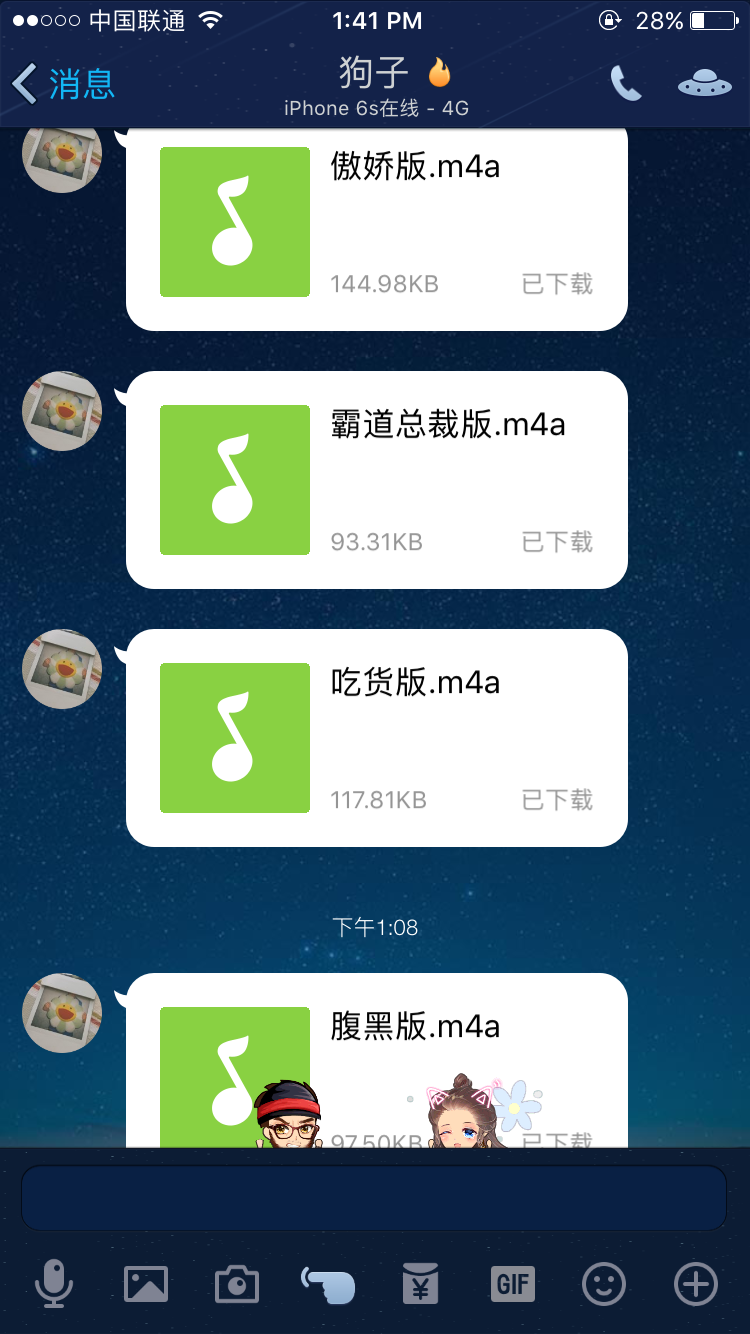 中国联通 1:41 PM 28%
消息 狗子
iPhone 6s在线 - 4G
傲娇版.m4a
144.98KB 已下载
霸道总裁版.m4a
93.31KB 已下载
吃货版.m4a
117.81KB 已下载
下午1:08
腹黑版.m4a
97.50KB 已下载
¥ GIF